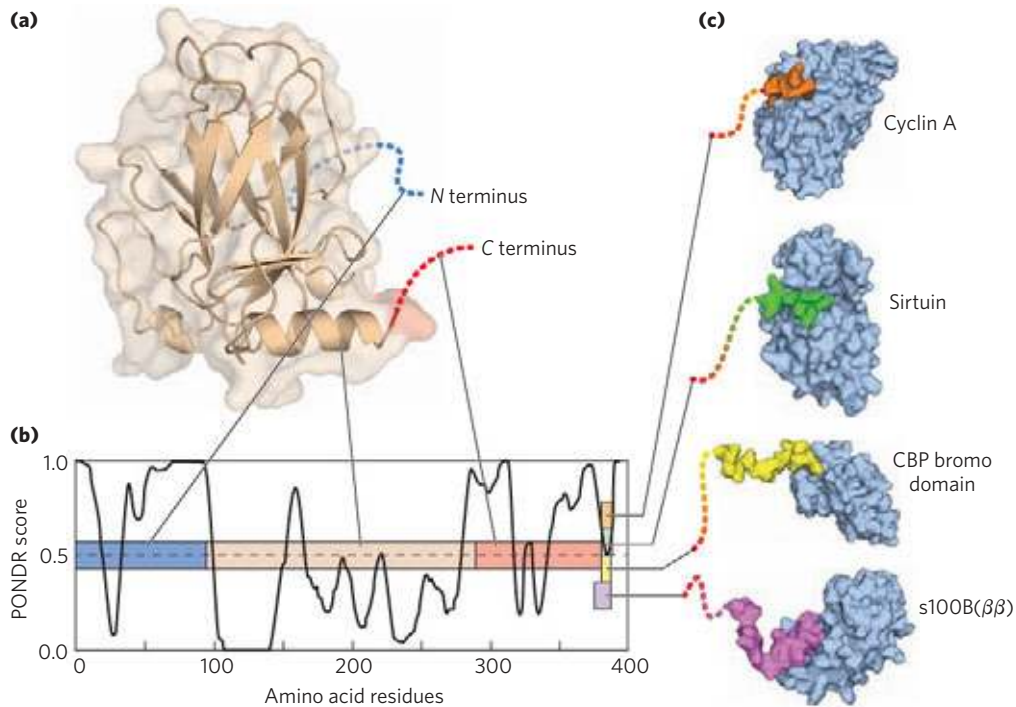 (a)
N terminus
C terminus
(b)
PONDR score
1.0
0.5
0.0
0
100
200
300
400
Amino acid residues
(c)
Cyclin A
Sirtuin
CBP bromo
domain
s100B(ββ)